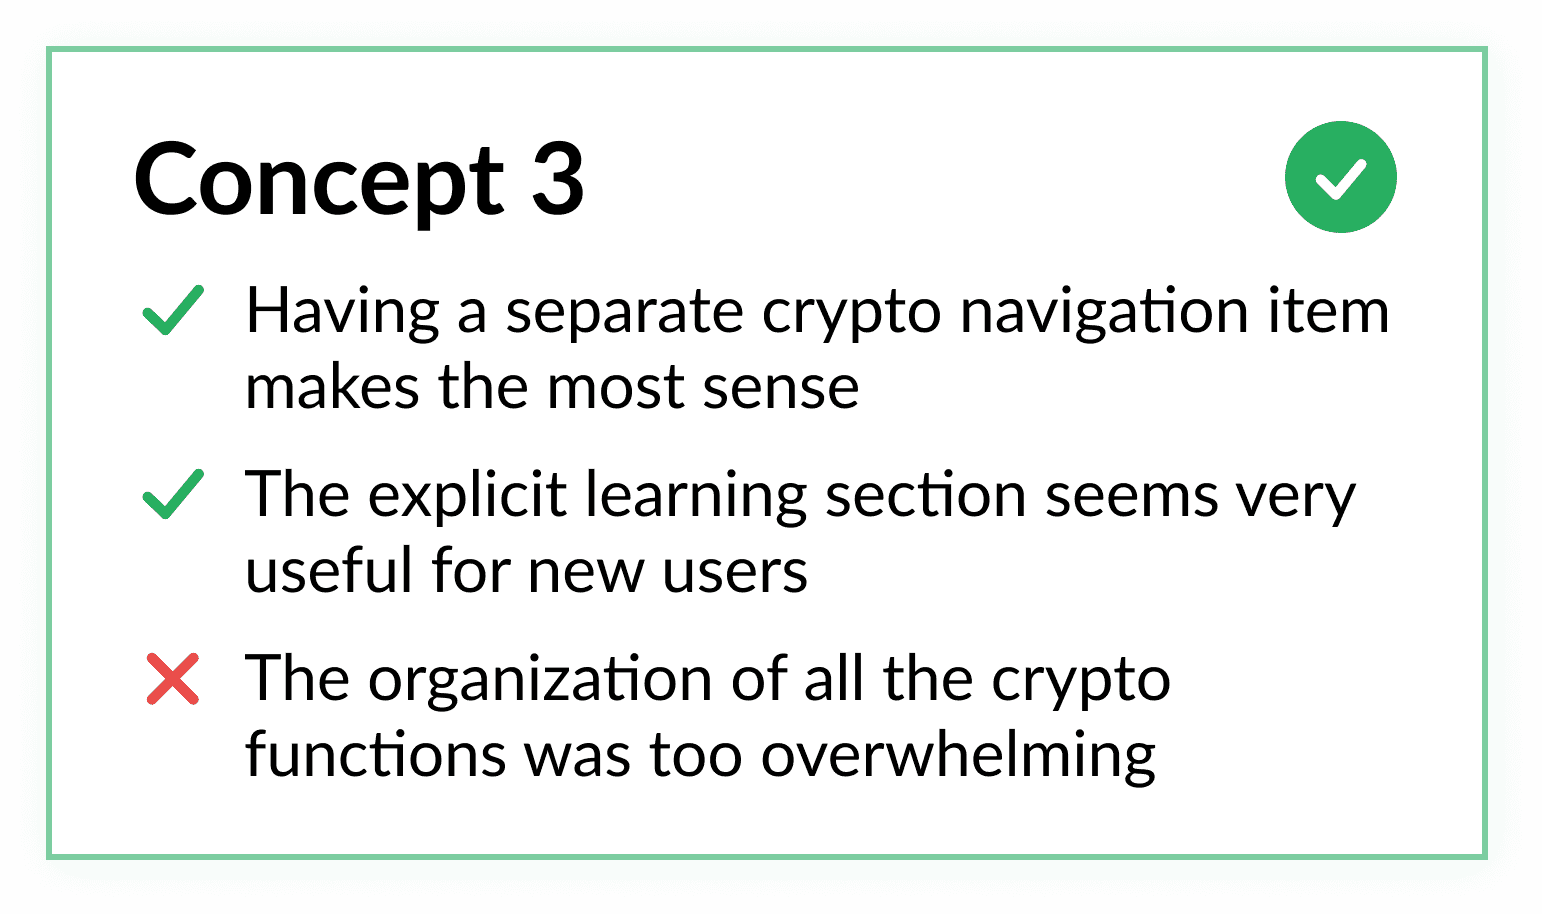 Concept 3
Having a separate crypto navigation item
makes the most sense
The explicit learning section seems very
useful for new users
The organization of all the crypto
functions was too overwhelming